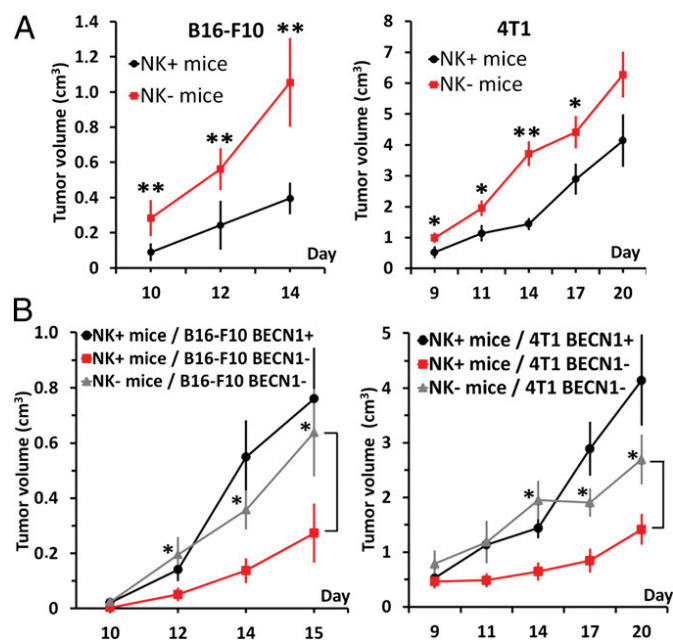 A
B16-F10
4T1
Tumor volume (cm³)
1.4
1.2
1.0
0.8
0.6
0.4
0.2
0
NK+ mice
NK- mice
**
**
**
Day
10
12
14
Tumor volume (cm³)
8
7
6
5
4
3
2
1
0
NK+ mice
NK- mice
*
*
**
*
Day
9
11
14
17
20
B
Tumor volume (cm³)
1.0
0.8
0.6
0.4
0.2
0
NK+ mice / B16-F10 BECN1+
NK+ mice / B16-F10 BECN1-
NK- mice / B16-F10 BECN1-
*
*
*
Day
10
12
14
15
Tumor volume (cm³)
5
4
3
2
1
0
NK+ mice / 4T1 BECN1+
NK+ mice / 4T1 BECN1-
NK- mice / 4T1 BECN1-
*
*
*
Day
9
11
14
17
20